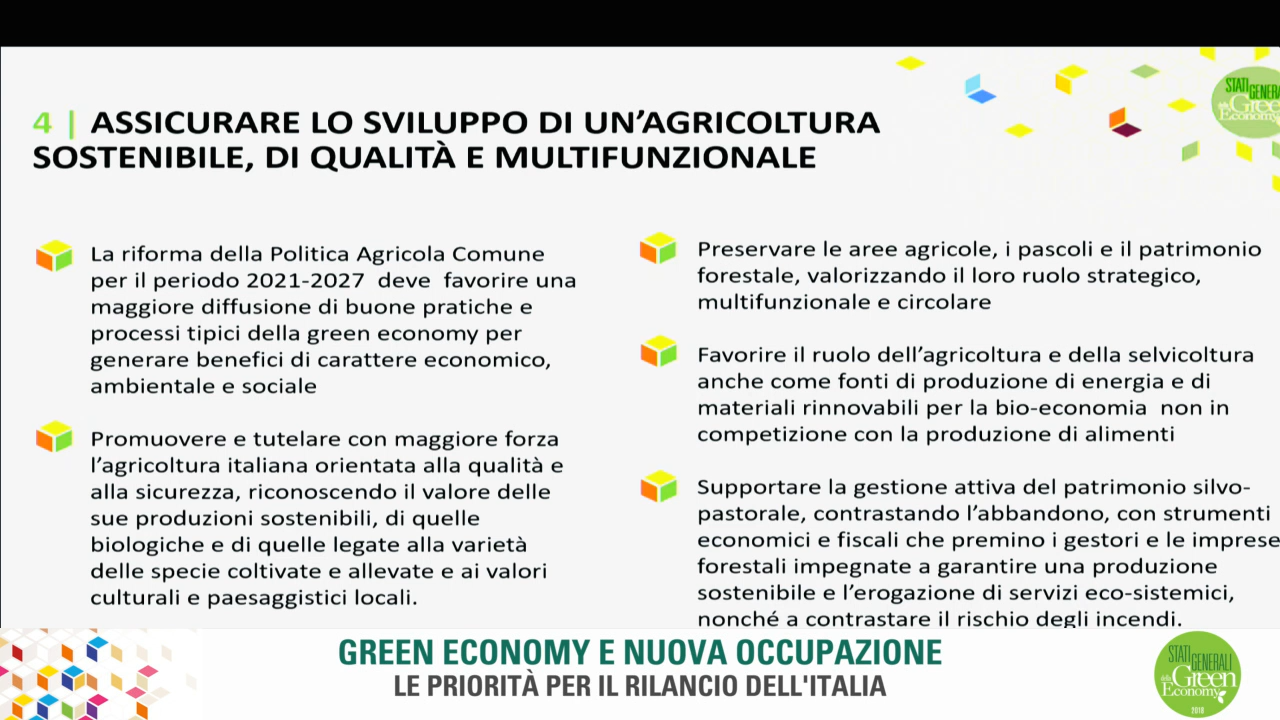 4 | ASSICURARE LO SVILUPPO DI UN'AGRICOLTURA
SOSTENIBILE, DI QUALITÀ E MULTIFUNZIONALE
La riforma della Politica Agricola Comune
per il periodo 2021-2027 deve favorire una
maggiore diffusione di buone pratiche e
processi tipici della green economy per
generare benefici di carattere economico,
ambientale e sociale
Promuovere e tutelare con maggiore forza
l'agricoltura italiana orientata alla qualità e
alla sicurezza, riconoscendo il valore delle
sue produzioni sostenibili, di quelle
biologiche e di quelle legate alla varietà
delle specie coltivate e allevate e ai valori
culturali e paesaggistici locali.
Preservare le aree agricole, i pascoli e il patrimonio
forestale, valorizzando il loro ruolo strategico,
multifunzionale e circolare
Favorire il ruolo dell'agricoltura e della selvicoltura
anche come fonti di produzione di energia e di
materiali rinnovabili per la bio-economia non in
competizione con la produzione di alimenti
Supportare la gestione attiva del patrimonio silvo-
pastorale, contrastando l'abbandono, con strumenti
economici e fiscali che premino i gestori e le imprese
forestali impegnate a garantire una produzione
sostenibile e l'erogazione di servizi eco-sistemici,
nonché a contrastare il rischio degli incendi.
STATI
GENERA
della Green
Economy
GREEN ECONOMY E NUOVA OCCUPAZIONE
LE PRIORITÀ PER IL RILANCIO DELL'ITALIA
STATI
GENERALI
della Green
Economy
2018